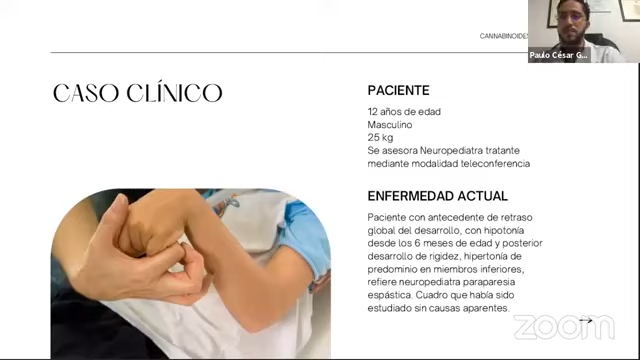 CANNABINOIDES
Paulo César G...
CASO CLÍNICO
PACIENTE
12 años de edad
Masculino
25 kg
Se asesora Neuropediatra tratante
mediante modalidad teleconferencia
ENFERMEDAD ACTUAL
Paciente con antecedente de retraso
global del desarrollo, con hipotonía
desde los 6 meses de edad y posterior
desarrollo de rigidez, hipertonía de
predominio en miembros inferiores,
refiere neuropediatra paraparesia
espástica. Cuadro que había sido
estudiado sin causas aparentes.
zoom